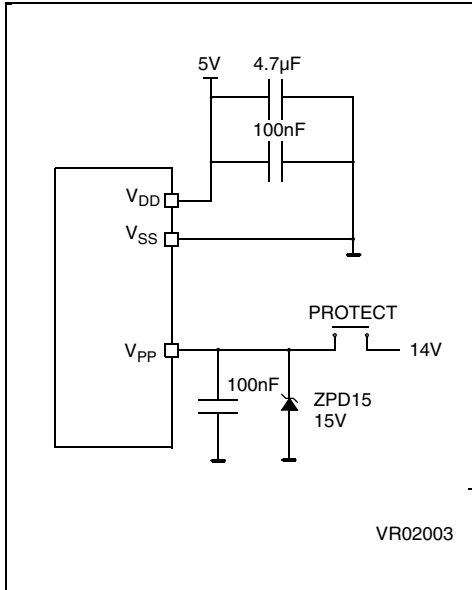 5V 4.7µF
100nF
VDD
VSS
PROTECT
VPP
14V
100nF
ZPD15
15V
VR02003